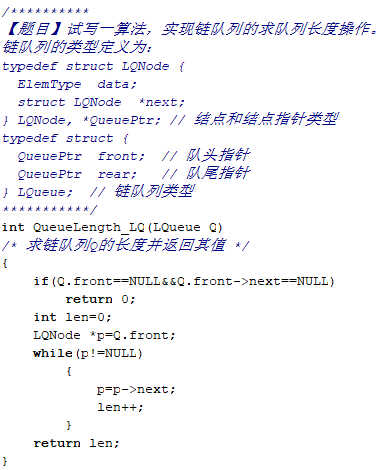 /**********
【题目】试写一算法，实现链队列的求队列长度操作。
链队列的类型定义为：
typedef struct LQNode {
  ElemType  data;
  struct LQNode  *next;
} LQNode, *QueuePtr; // 结点和结点指针类型
typedef struct {
  QueuePtr  front;  // 队头指针
  QueuePtr  rear;   // 队尾指针
} LQueue;  // 链队列类型
***********/
int QueueLength_LQ(LQueue Q)
/* 求链队列Q的长度并返回其值 */
{
    if(Q.front==NULL&&Q.front->next==NULL)
        return 0;
    int len=0;
    LQNode *p=Q.front;
    while(p!=NULL)
        {
            p=p->next;
            len++;
        }
    return len;
}